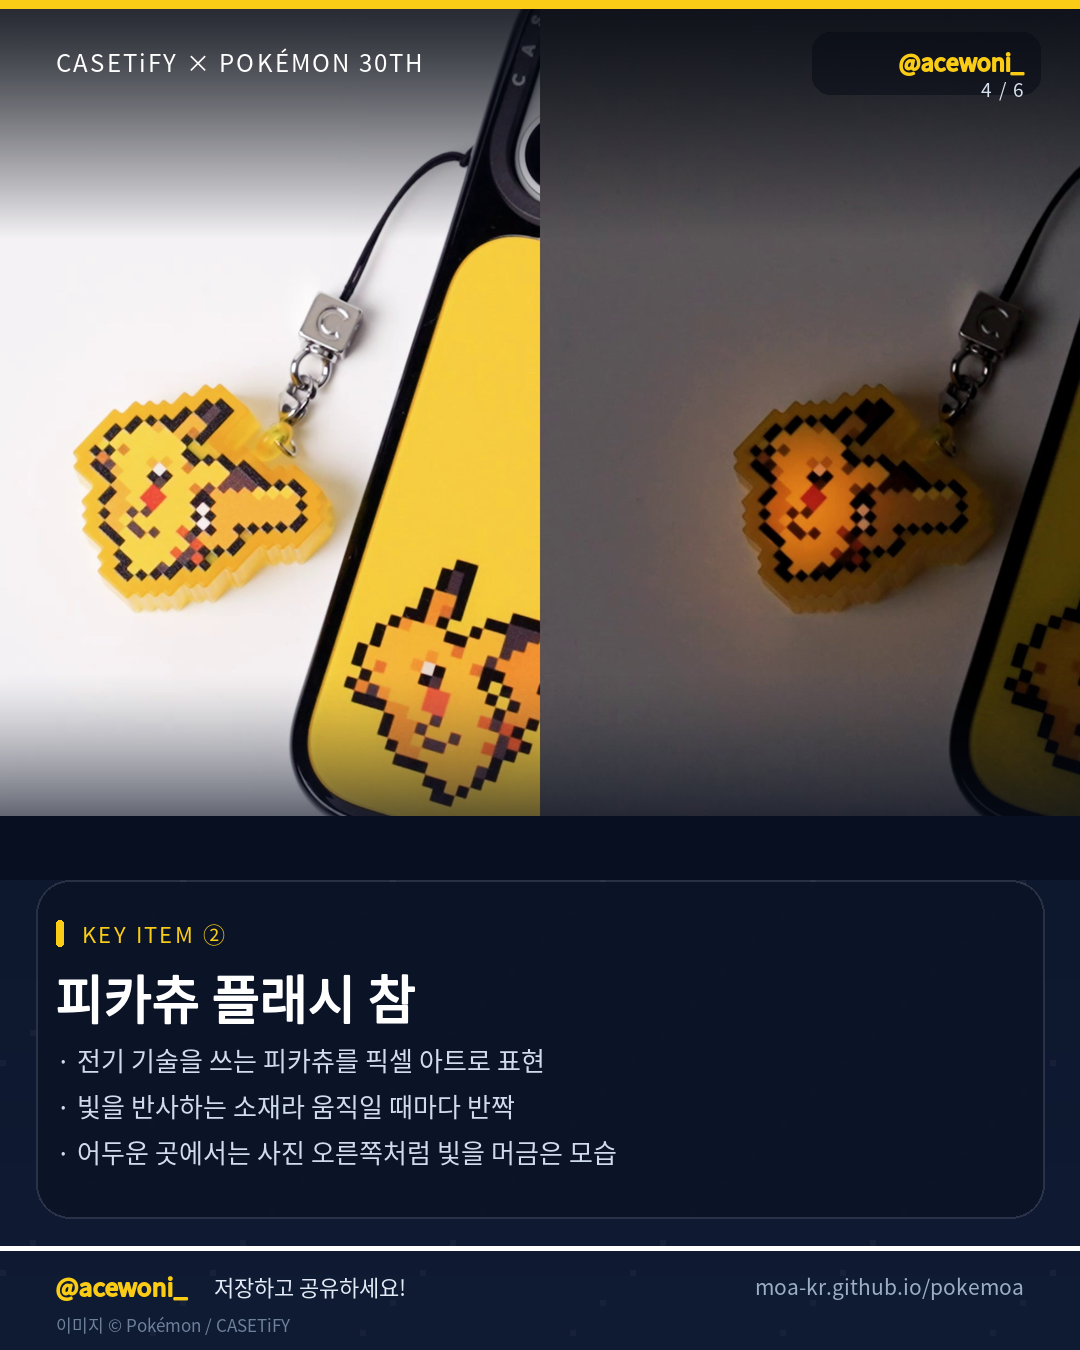 CASETiFY × POKÉMON 30TH
@acewoni_
4 / 6
C A S
C
C
KEY ITEM ②
피카츄 플래시 참
· 전기 기술을 쓰는 피카츄를 픽셀 아트로 표현
· 빛을 반사하는 소재라 움직일 때마다 반짝
· 어두운 곳에서는 사진 오른쪽처럼 빛을 머금은 모습
@acewoni_ 저장하고 공유하세요!
moa-kr.github.io/pokemoa
이미지 © Pokémon / CASETiFY